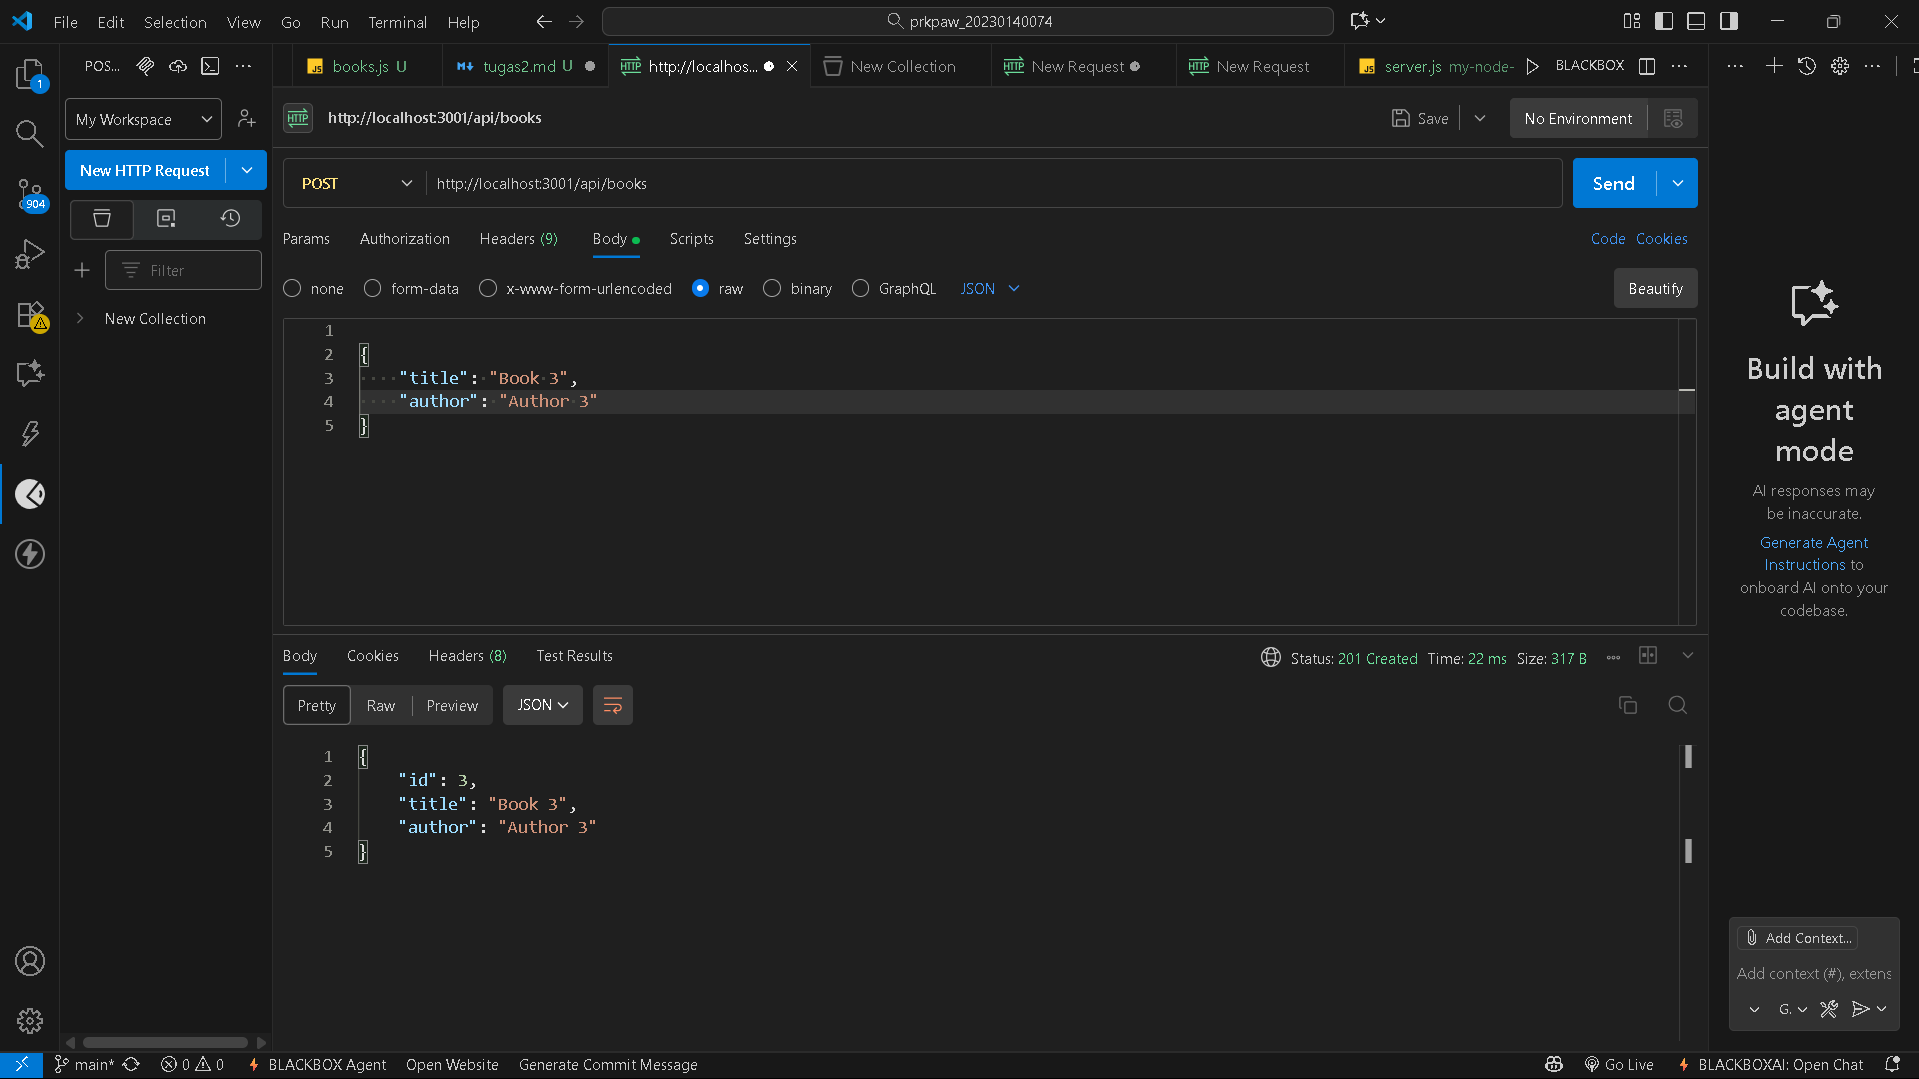 File Edit Selection View Go Run Terminal Help
prkpaw_20230140074
1
POS...
books.js U
tugas2.md U
http://localhos...
New Collection
New Request
New Request
server.js my-node-
BLACKBOX
My Workspace
New HTTP Request
904
Filter
New Collection
http://localhost:3001/api/books
Save
No Environment
POST
http://localhost:3001/api/books
Send
Params Authorization Headers (9) Body Scripts Settings
Code Cookies
none form-data x-www-form-urlencoded raw binary GraphQL JSON
Beautify
1
2 {
3 "title": "Book 3",
4 "author": "Author 3"
5 }
Body Cookies Headers (8) Test Results
Status: 201 Created Time: 22 ms Size: 317 B
Pretty Raw Preview JSON
1 {
2 "id": 3,
3 "title": "Book 3",
4 "author": "Author 3"
5 }
Build with
agent
mode
AI responses may
be inaccurate.
Generate Agent
Instructions to
onboard AI onto your
codebase.
Add Context...
Add context (#), extens
G.
main* 0 0 BLACKBOX Agent Open Website Generate Commit Message
Go Live BLACKBOXAI: Open Chat